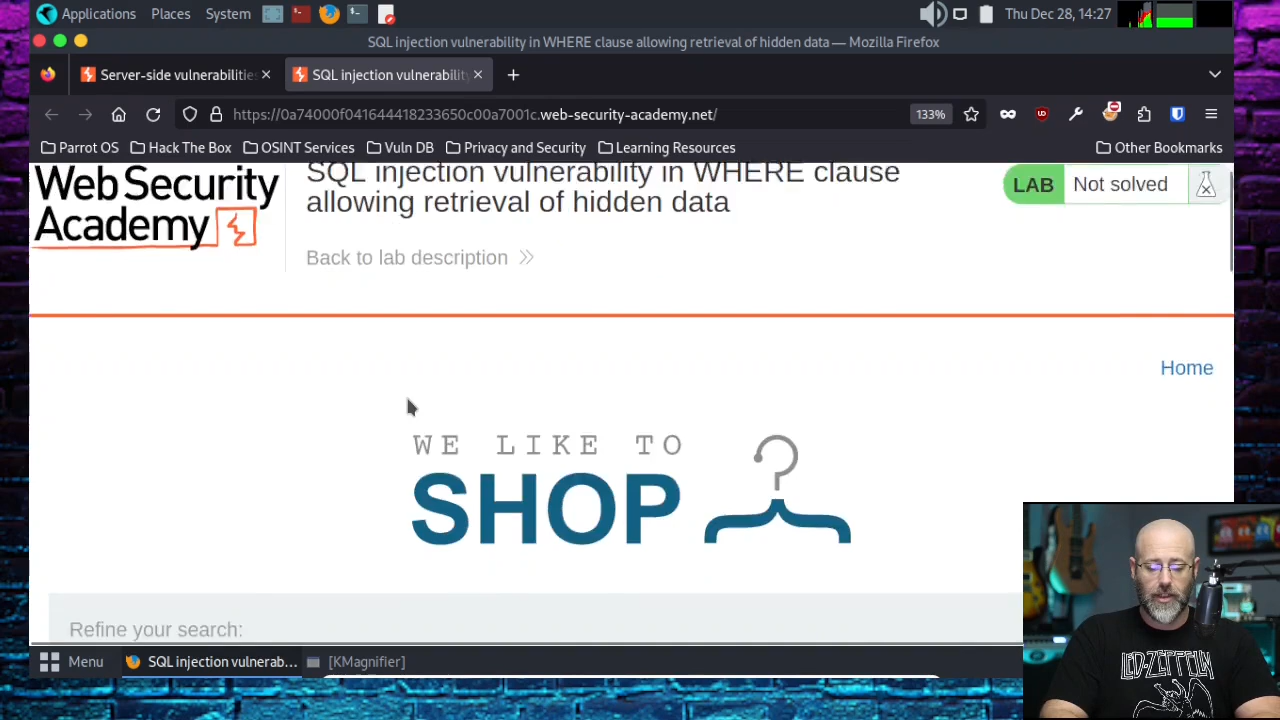 Applications Places System
Thu Dec 28, 14:27
SQL injection vulnerability in WHERE clause allowing retrieval of hidden data — Mozilla Firefox
Server-side vulnerabilities
SQL injection vulnerability
https://0a74000f041644418233650c00a7001c.web-security-academy.net/
133%
Parrot OS Hack The Box OSINT Services Vuln DB Privacy and Security Learning Resources Other Bookmarks
Web Security
Academy
SQL injection vulnerability in WHERE clause
allowing retrieval of hidden data
Back to lab description
LAB Not solved
Home
WE LIKE TO
SHOP
Refine your search:
Menu SQL injection vulnerab... [KMagnifier]
LED-ZEPPELIN